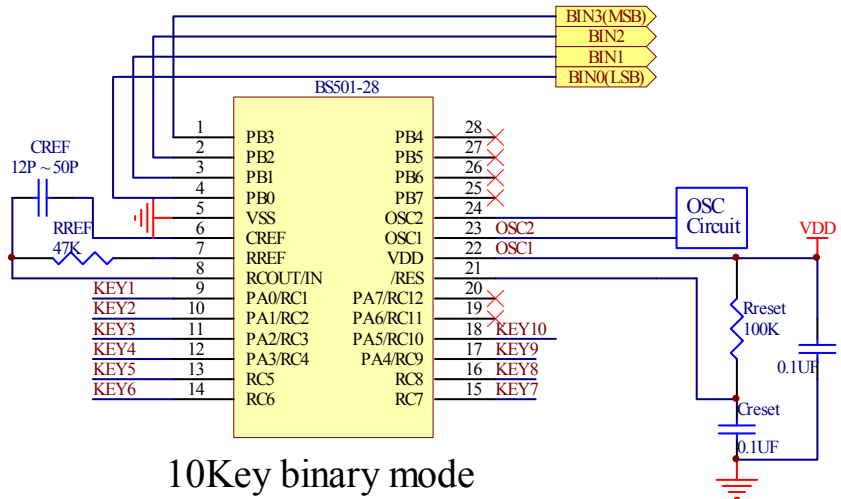 BIN3(MSB)
BIN2
BIN1
BIN0(LSB)
BS501-28
CREF
12P ~ 50P
RREF
47K
1 PB3 PB4 28
2 PB2 PB5 27
3 PB1 PB6 26
4 PB0 PB7 25
5 VSS OSC2 24
6 CREF OSC1 23 OSC2
7 RREF VDD 22 OSC1
8 RCOUT/IN /RES 21
KEY1 9 PA0/RC1 PA7/RC12 20
KEY2 10 PA1/RC2 PA6/RC11 19
KEY3 11 PA2/RC3 PA5/RC10 18 KEY10
KEY4 12 PA3/RC4 PA4/RC9 17 KEY9
KEY5 13 RC5 RC8 16 KEY8
KEY6 14 RC6 RC7 15 KEY7
OSC
Circuit
VDD
Rreset
100K
0.1UF
Creset
0.1UF
10Key binary mode